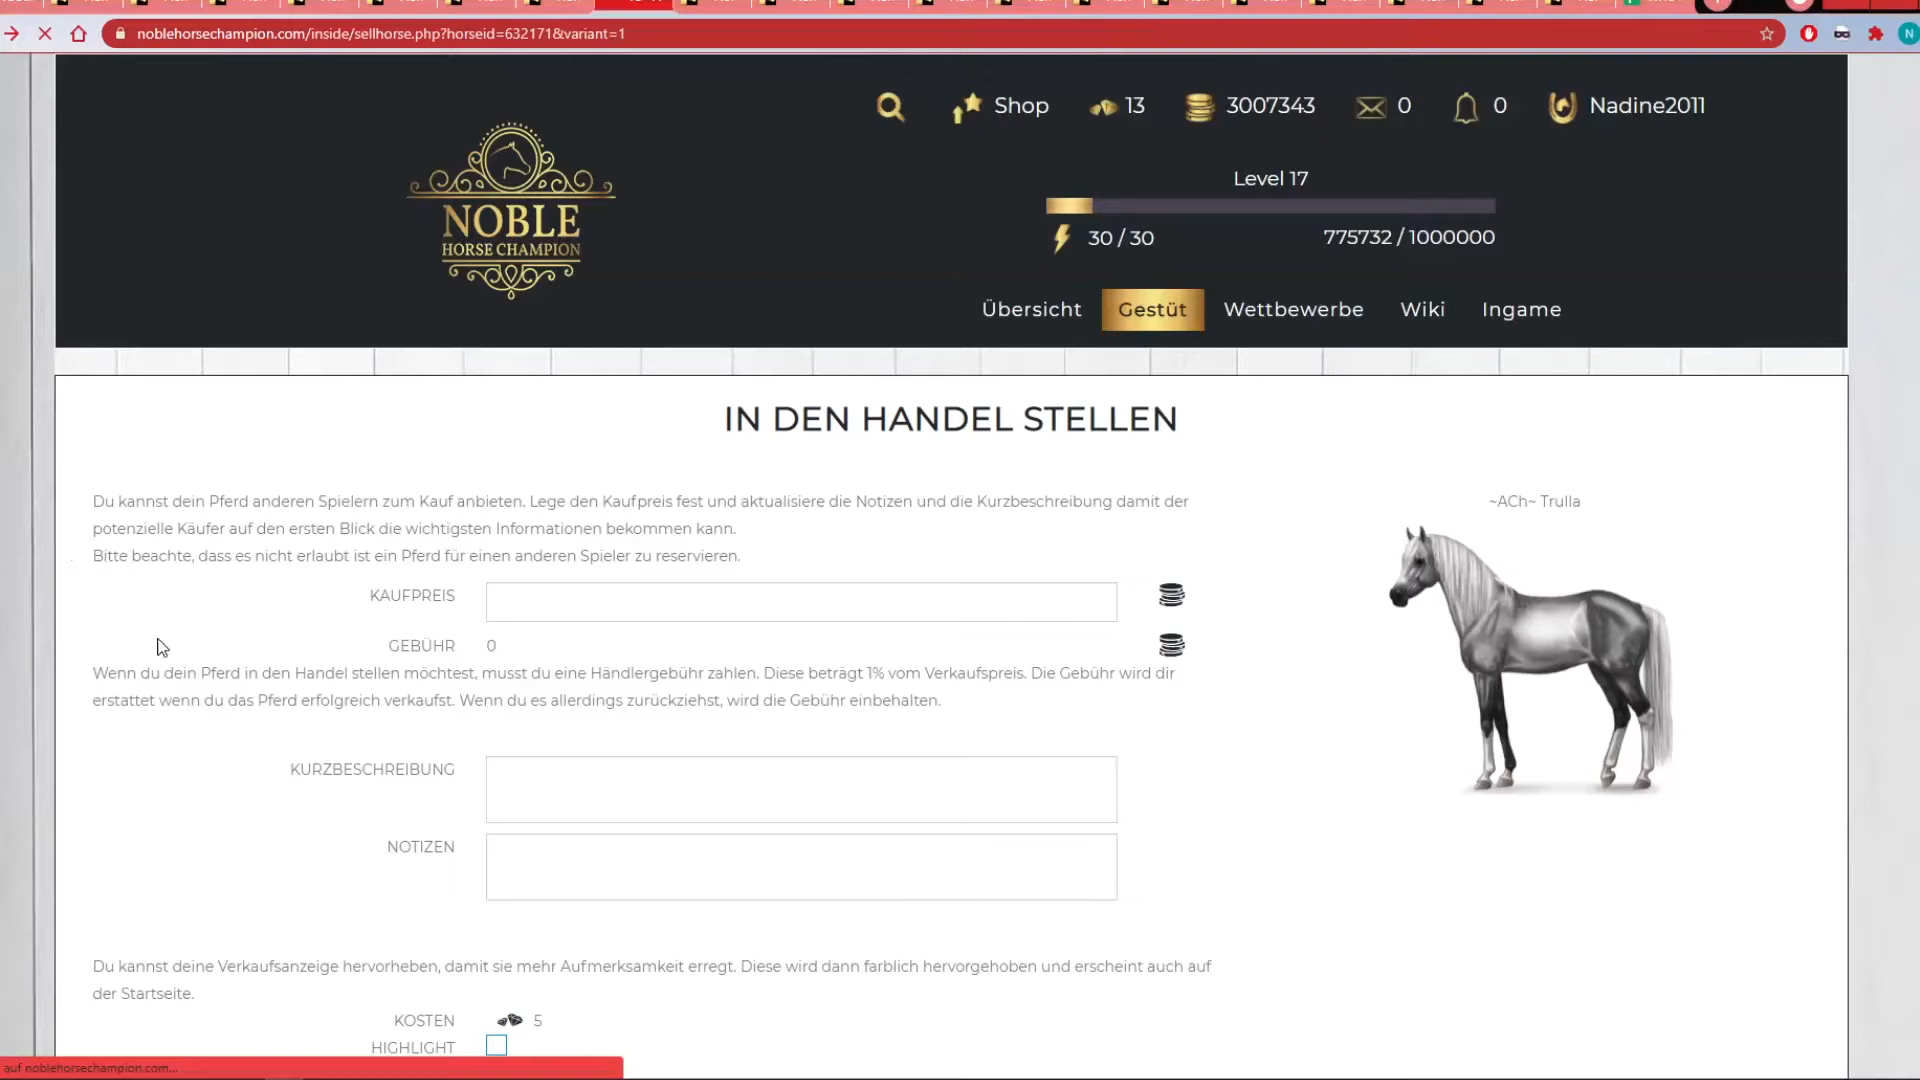 noblehorsechampion.com/inside/sellhorse.php?horseid=632171&variant=1
Shop 13 3007343 0 0 Nadine2011
Level 17
30 / 30 775732 / 1000000
NOBLE
HORSE CHAMPION
Übersicht Gestüt Wettbewerbe Wiki Ingame
IN DEN HANDEL STELLEN
Du kannst dein Pferd anderen Spielern zum Kauf anbieten. Lege den Kaufpreis fest und aktualisiere die Notizen und die Kurzbeschreibung damit der
potenzielle Käufer auf den ersten Blick die wichtigsten Informationen bekommen kann.
Bitte beachte, dass es nicht erlaubt ist ein Pferd für einen anderen Spieler zu reservieren.
~ACh~ Trulla
KAUFPREIS
GEBÜHR 0
Wenn du dein Pferd in den Handel stellen möchtest, musst du eine Händlergebühr zahlen. Diese beträgt 1% vom Verkaufspreis. Die Gebühr wird dir
erstattet wenn du das Pferd erfolgreich verkaufst. Wenn du es allerdings zurückziehst, wird die Gebühr einbehalten.
KURZBESCHREIBUNG
NOTIZEN
Du kannst deine Verkaufsanzeige hervorheben, damit sie mehr Aufmerksamkeit erregt. Diese wird dann farblich hervorgehoben und erscheint auch auf
der Startseite.
KOSTEN 5
HIGHLIGHT
auf noblehorsechampion.com...